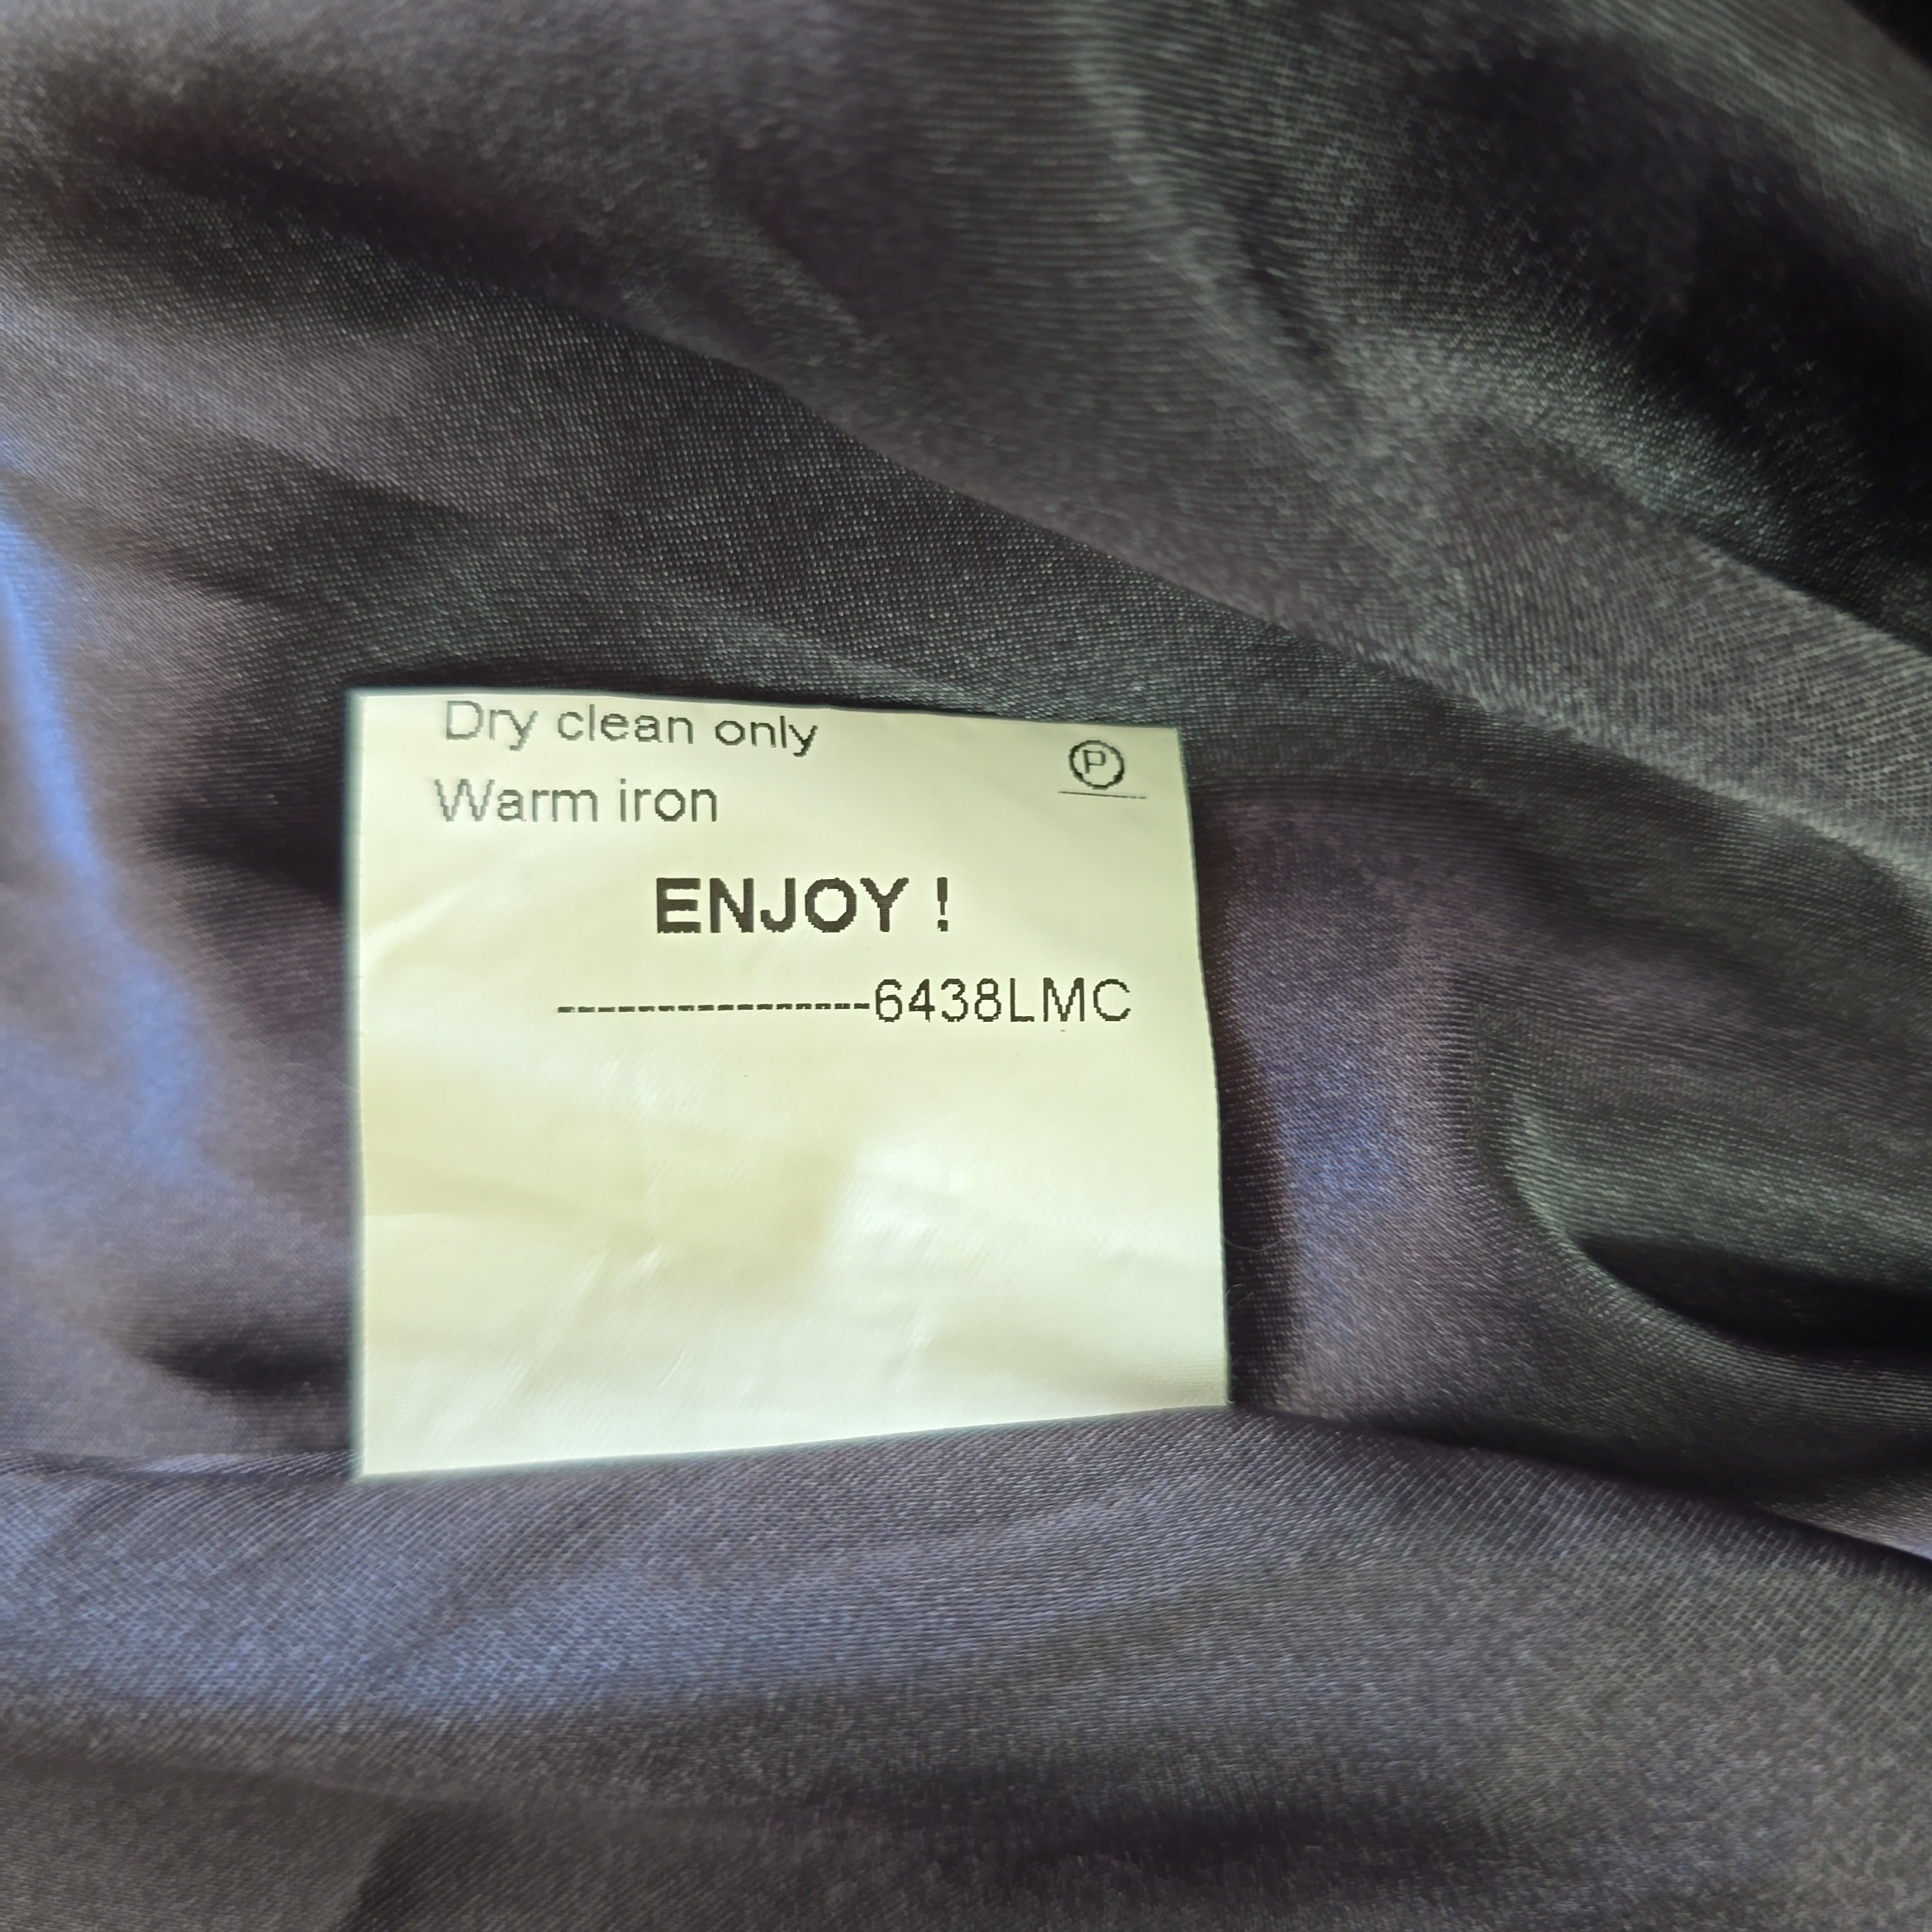 Dry clean only
P
Warm iron
ENJOY !
----------------6438LMC